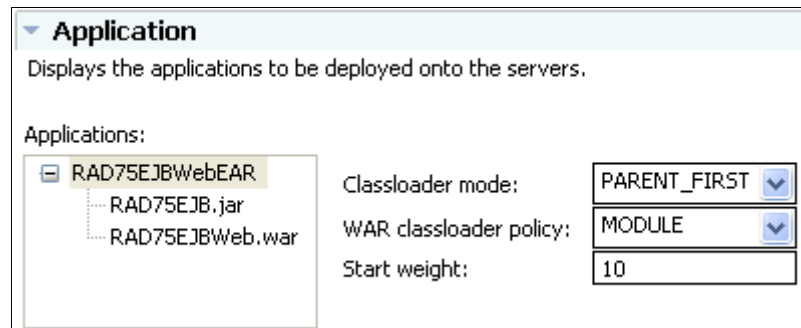 Application
Displays the applications to be deployed onto the servers.
Applications:
RAD75EJBWebEAR
RAD75EJB.jar
RAD75EJBWeb.war
Classloader mode: PARENT_FIRST
WAR classloader policy: MODULE
Start weight: 10